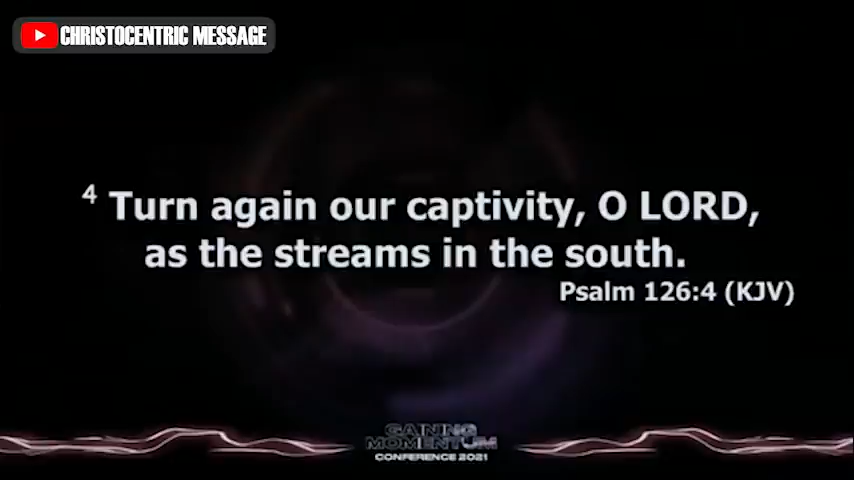 CHRISTOCENTRIC MESSAGE
4 Turn again our captivity, O LORD,
as the streams in the south.
Psalm 126:4 (KJV)
GAINING
MOMENTUM
CONFERENCE 2021